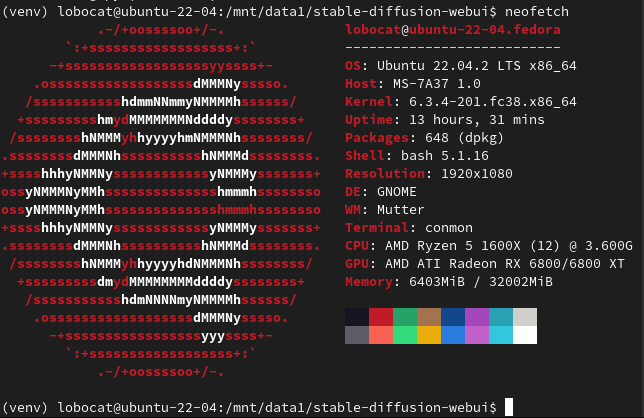 (venv) lobocat@ubuntu-22-04:/mnt/data1/stable-diffusion-webui$ neofetch
            .-/+oossssoo+/-.               lobocat@ubuntu-22-04.fedora
        `:+ssssssssssssssssss+:`           ---------------------------
      -+ssssssssssssssssssyyssss+-         OS: Ubuntu 22.04.2 LTS x86_64
    .ossssssssssssssssssdMMMNysssso.       Host: MS-7A37 1.0
   /ssssssssssshdmmNNmmyNMMMMhssssss/      Kernel: 6.3.4-201.fc38.x86_64
  +ssssssssshmydMMMMMMMNddddyssssssss+     Uptime: 13 hours, 31 mins
 /sssssssshNMMMyhhyyyyhmNMMMNhssssssss/    Packages: 648 (dpkg)
.ssssssssdMMMNhsssssssssshNMMMdssssssss.   Shell: bash 5.1.16
+sssshhhyNMMNyssssssssssssyNMMMysssssss+   Resolution: 1920x1080
ossyNMMMNyMMhsssssssssssssshmmmhssssssso   DE: GNOME
ossyNMMMNyMMhsssssssssssssshmmmhssssssso   WM: Mutter
+sssshhhyNMMNyssssssssssssyNMMMysssssss+   Terminal: conmon
.ssssssssdMMMNhsssssssssshNMMMdssssssss.   CPU: AMD Ryzen 5 1600X (12) @ 3.600G
 /sssssssshNMMMyhhyyyyhdNMMMNhssssssss/    GPU: AMD ATI Radeon RX 6800/6800 XT
  +sssssssssdmydMMMMMMMMddddyssssssss+     Memory: 6403MiB / 32002MiB
   /ssssssssssshdmNNNNmyNMMMMhssssss/
    .ossssssssssssssssssdMMMNysssso.
      -+sssssssssssssssssyyyssss+-
        `:+ssssssssssssssssss+:`
            .-/+oossssoo+/-.
(venv) lobocat@ubuntu-22-04:/mnt/data1/stable-diffusion-webui$